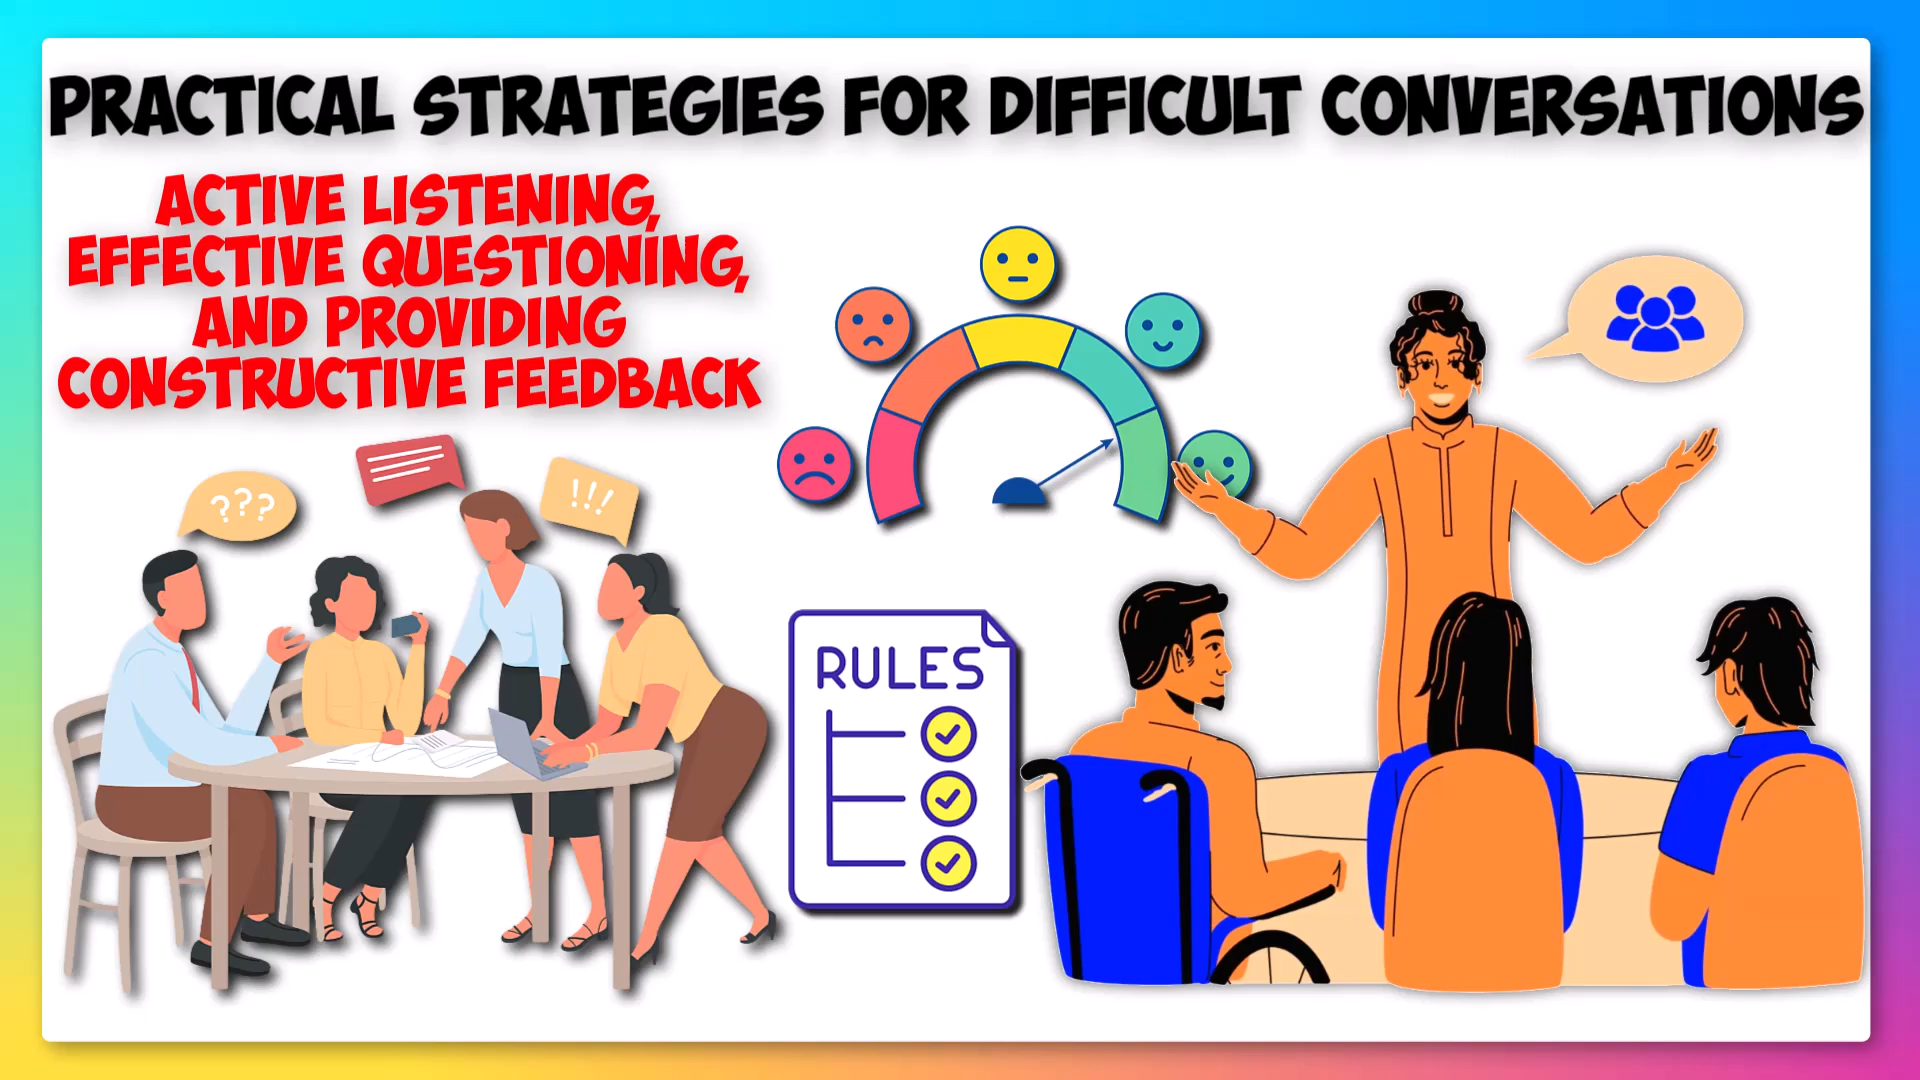 PRACTICAL STRATEGIES FOR DIFFICULT CONVERSATIONS
ACTIVE LISTENING,
EFFECTIVE QUESTIONING,
AND PROVIDING
CONSTRUCTIVE FEEDBACK
???
!!!
RULES